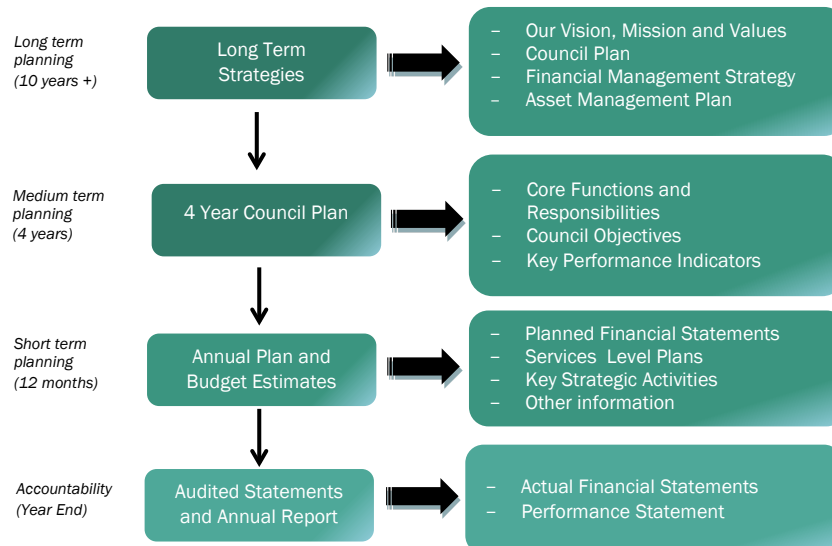 Long term
planning
(10 years +)
Long Term
Strategies
– Our Vision, Mission and Values
– Council Plan
– Financial Management Strategy
– Asset Management Plan
Medium term
planning
(4 years)
4 Year Council Plan
– Core Functions and
Responsibilities
– Council Objectives
– Key Performance Indicators
Short term
planning
(12 months)
Annual Plan and
Budget Estimates
– Planned Financial Statements
– Services Level Plans
– Key Strategic Activities
– Other information
Accountability
(Year End)
Audited Statements
and Annual Report
– Actual Financial Statements
– Performance Statement